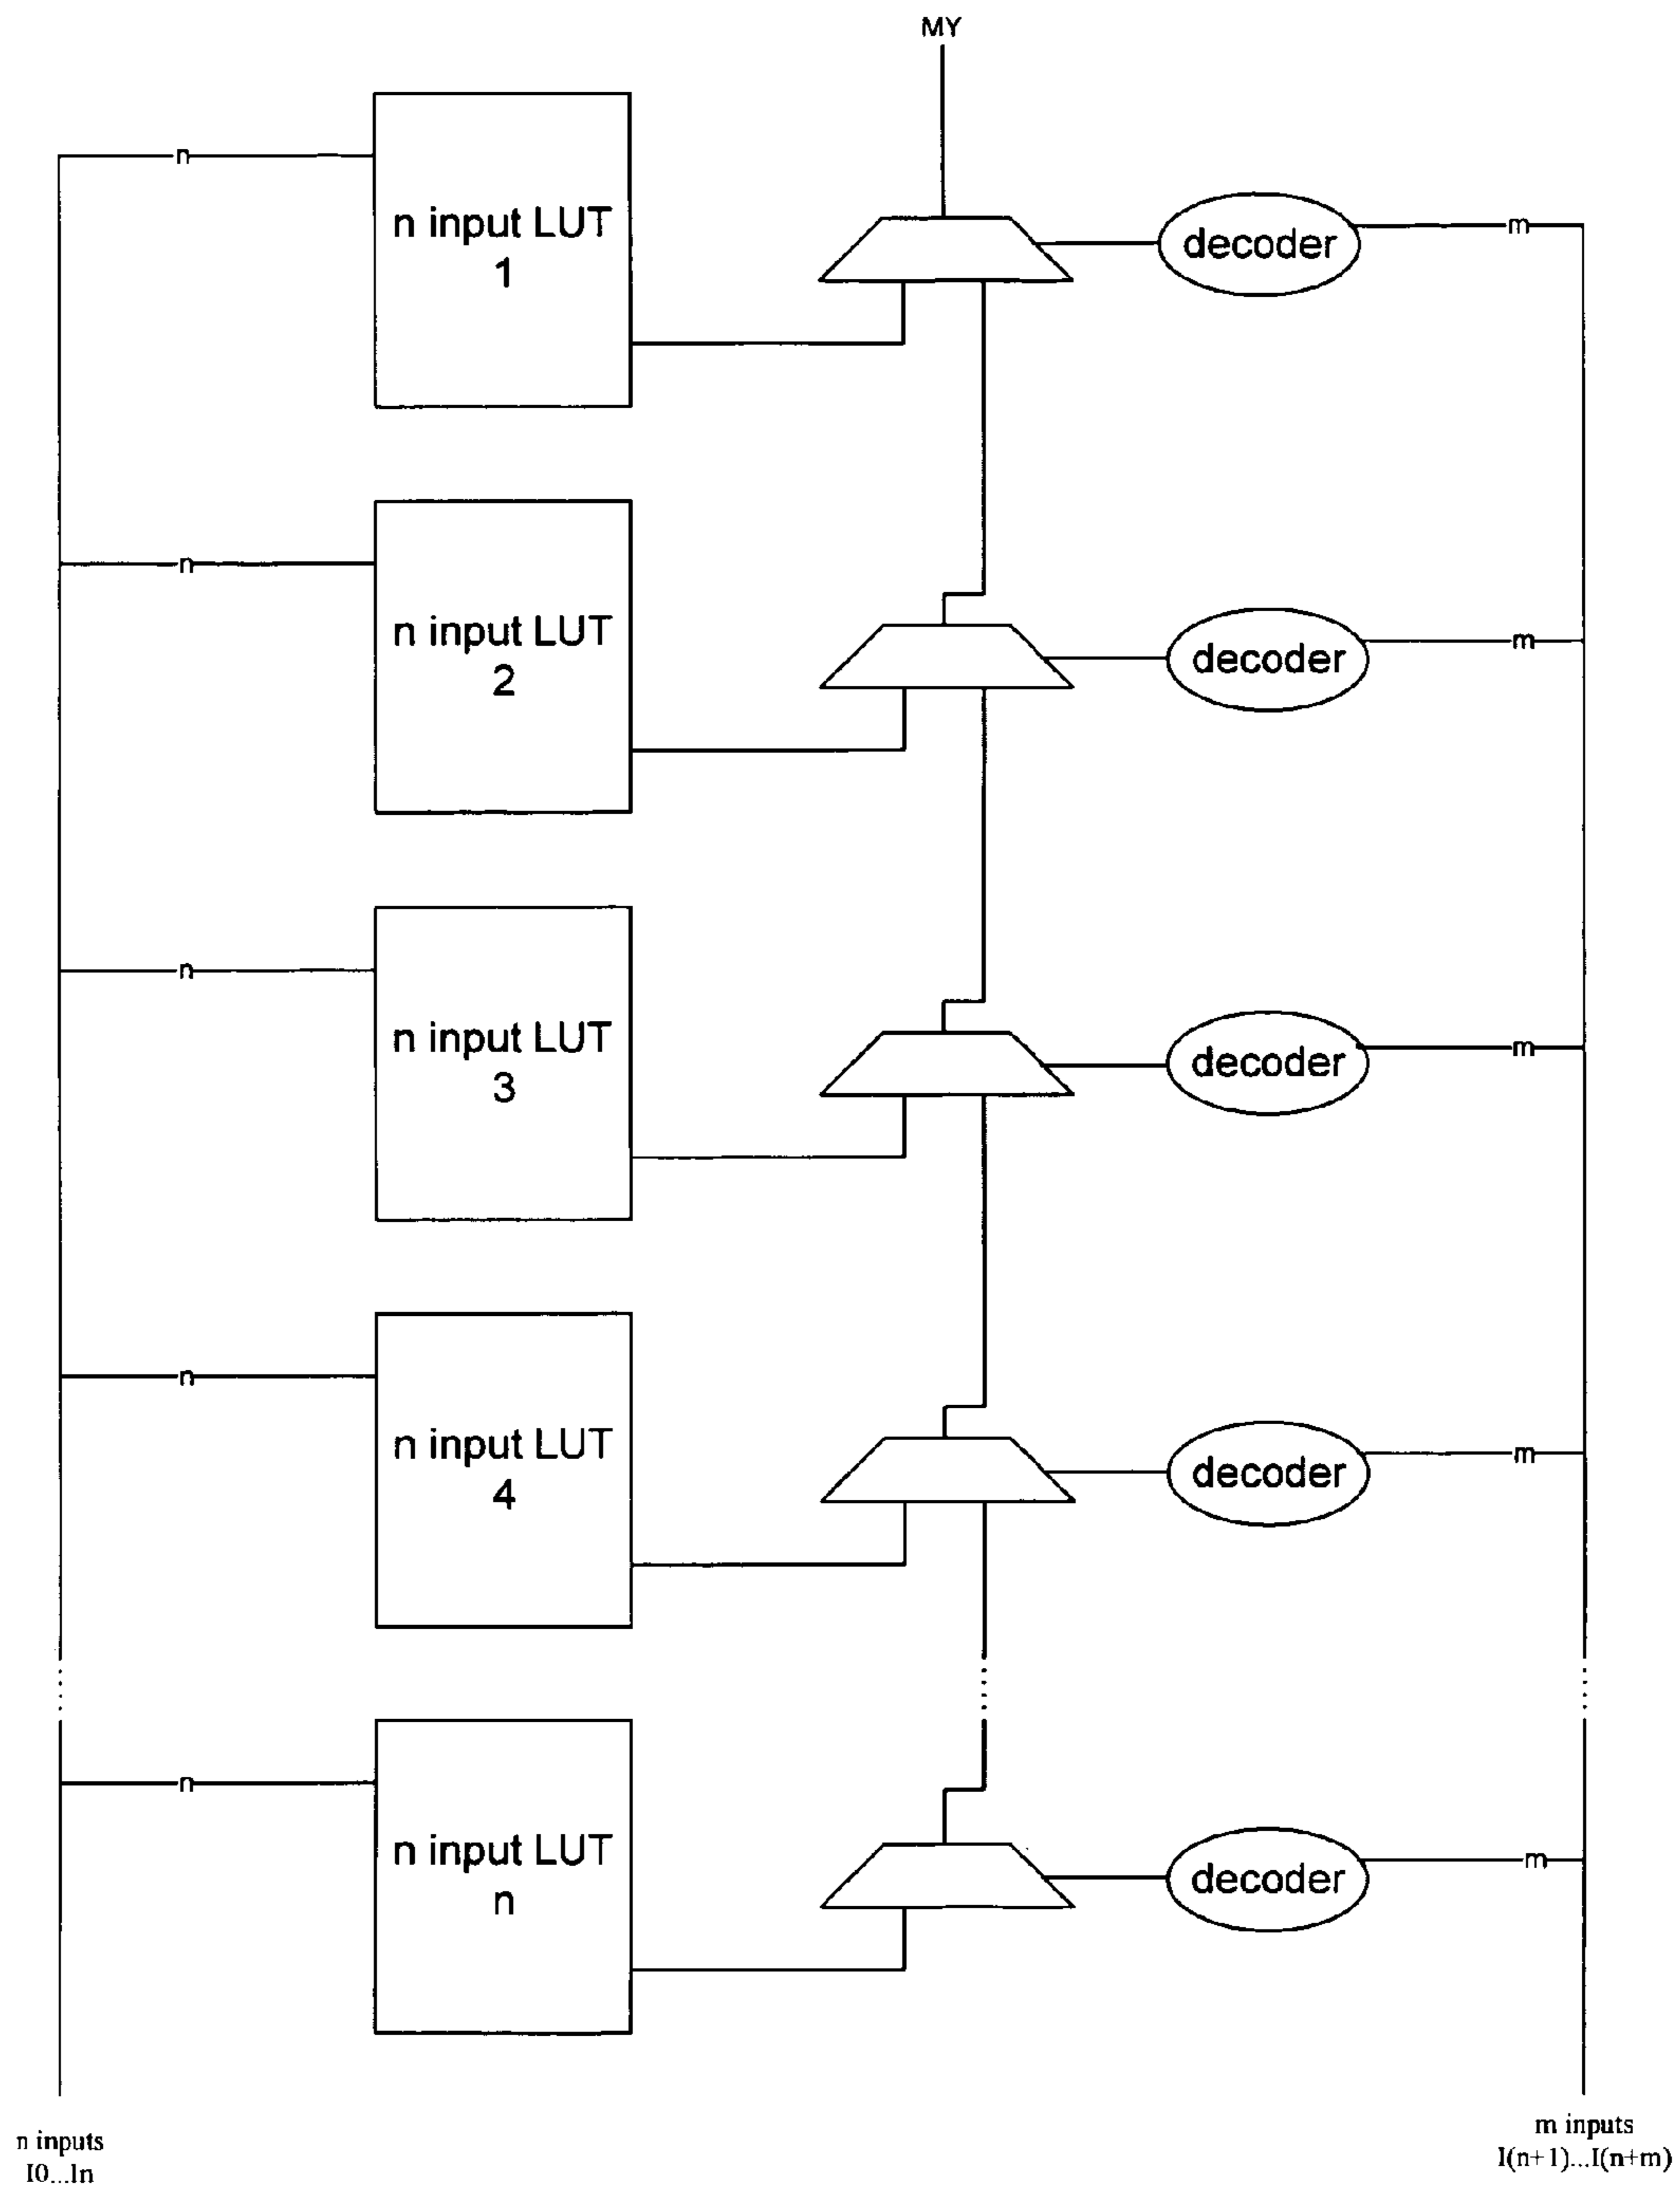 MY
n
n input LUT
1
decoder
m
n
n input LUT
2
decoder
m
n
n input LUT
3
decoder
m
n
n input LUT
4
decoder
m
n
n input LUT
n
decoder
m
n inputs
I0...In
m inputs
I(n+1)...I(n+m)